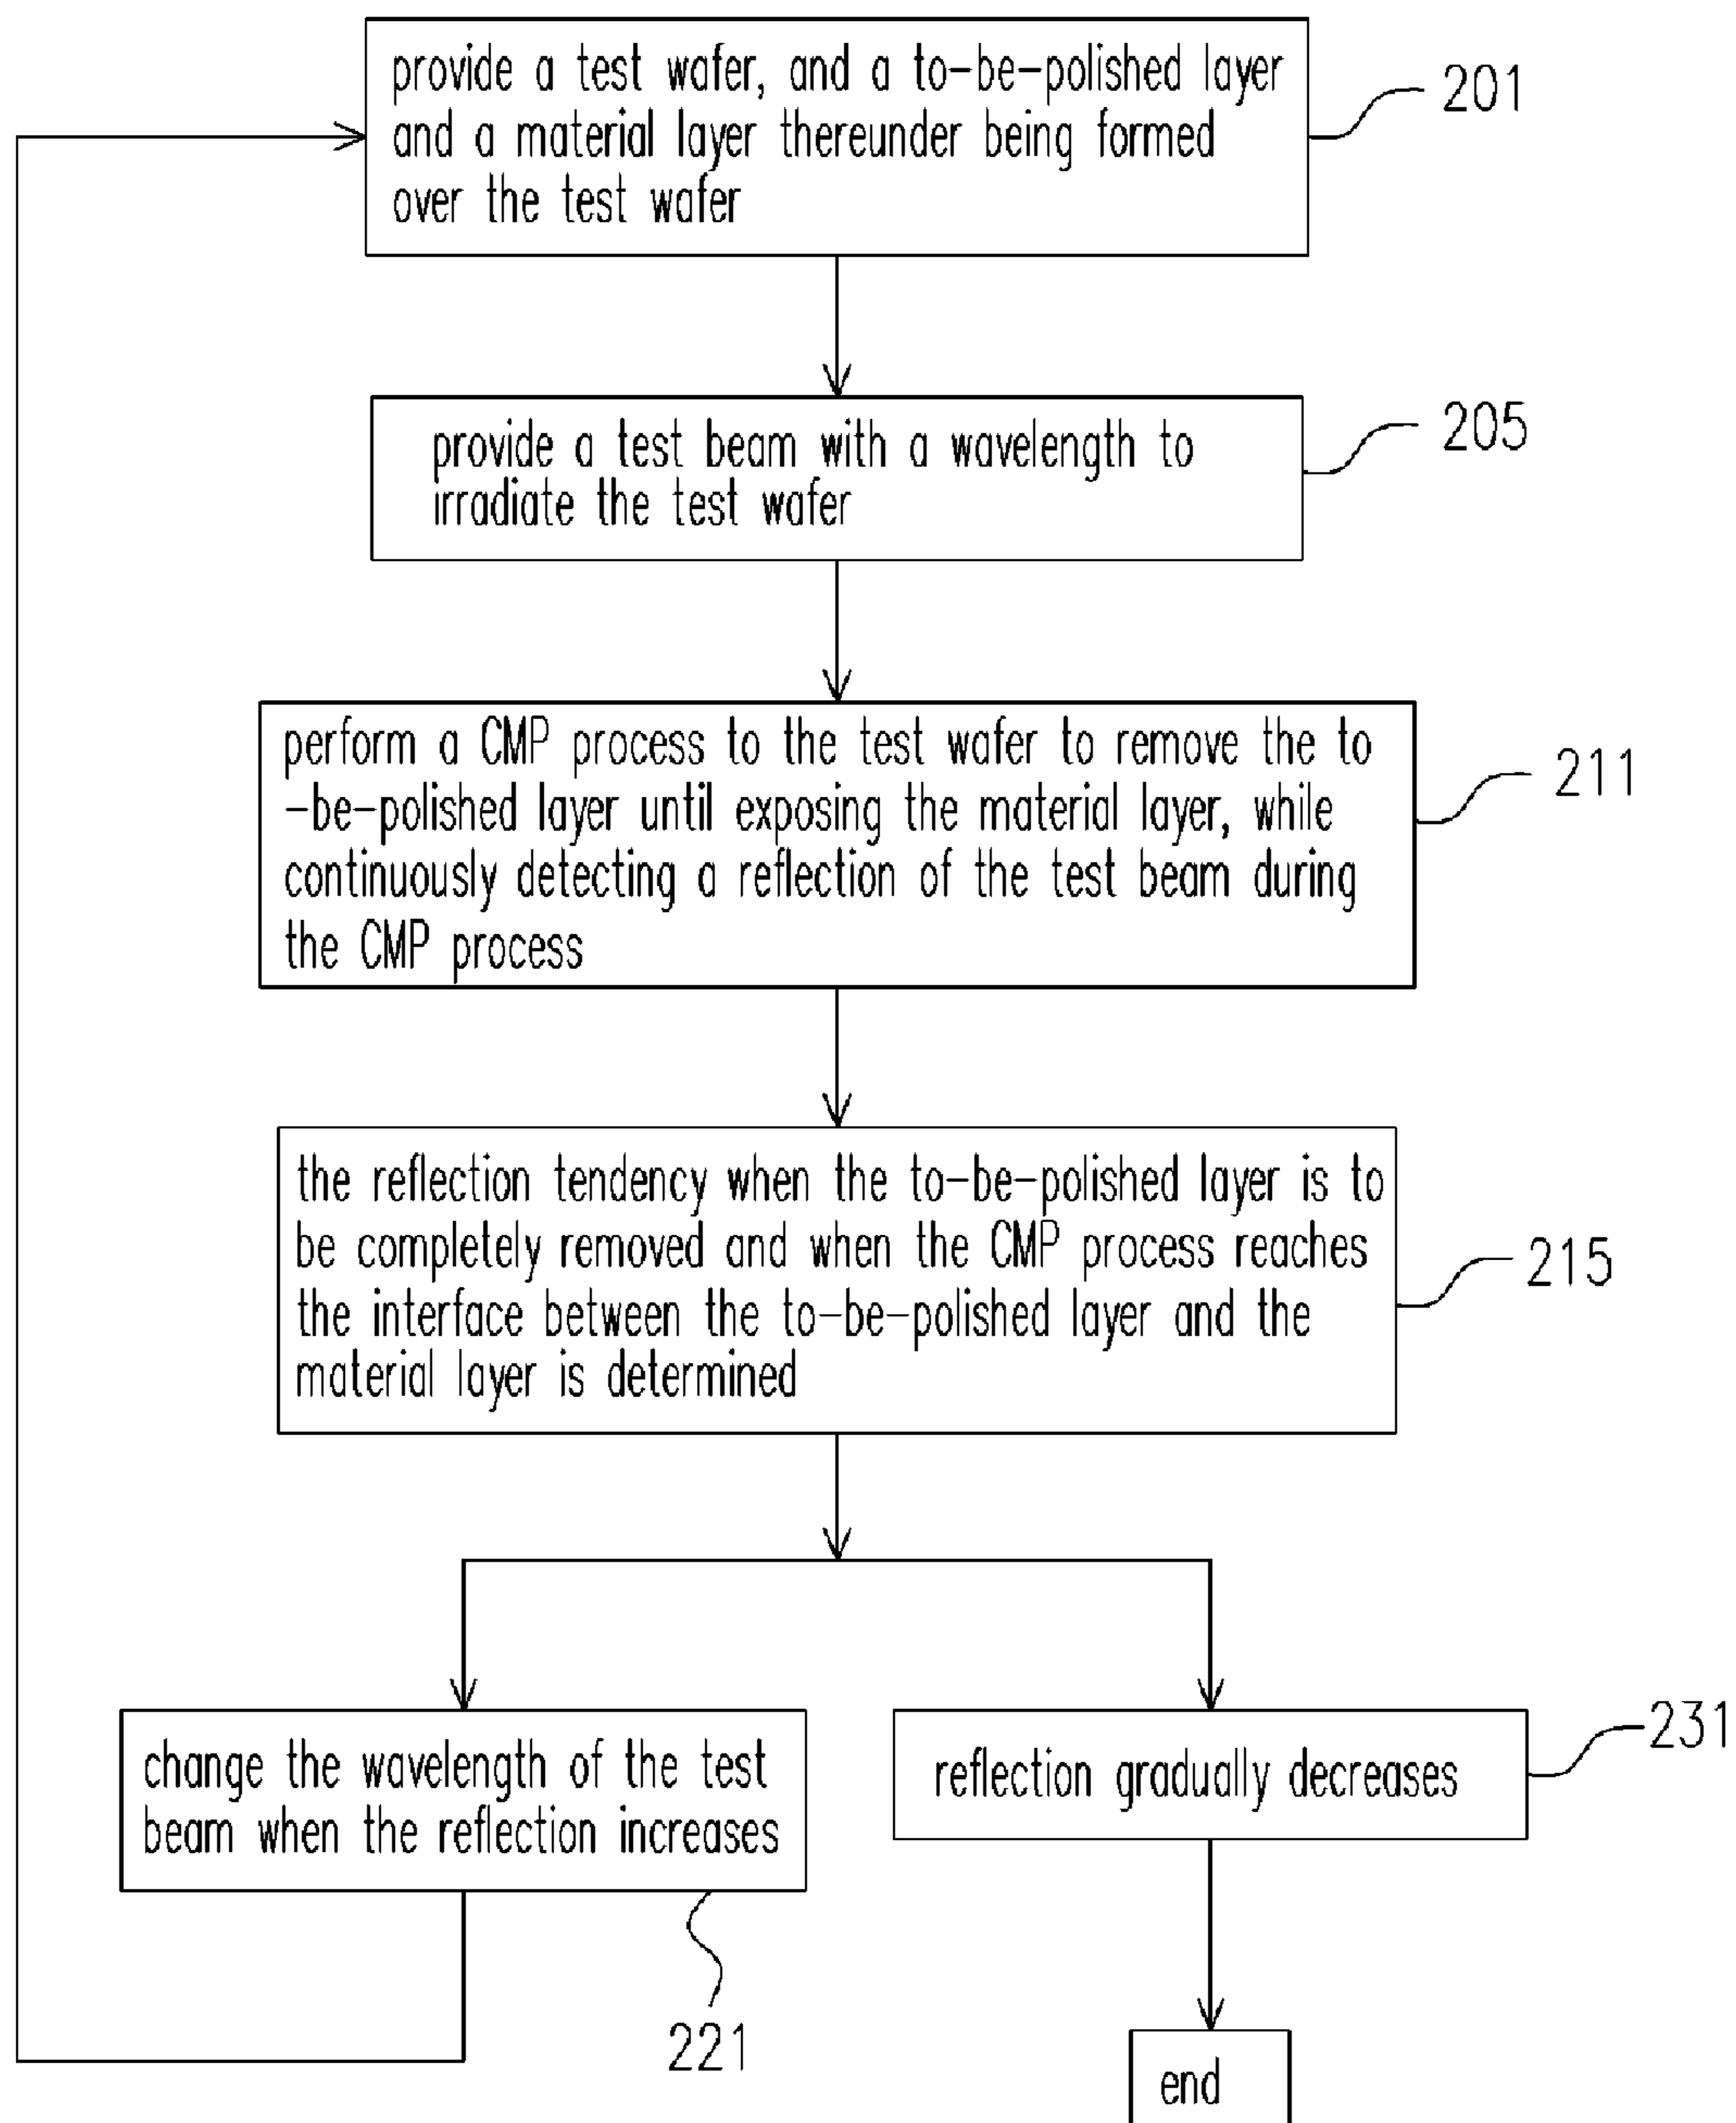 provide a test wafer, and a to-be-polished layer
and a material layer thereunder being formed
over the test wafer
201
provide a test beam with a wavelength to
irradiate the test wafer
205
perform a CMP process to the test wafer to remove the to
-be-polished layer until exposing the material layer, while
continuously detecting a reflection of the test beam during
the CMP process
211
the reflection tendency when the to-be-polished layer is to
be completely removed and when the CMP process reaches
the interface between the to-be-polished layer and the
material layer is determined
215
change the wavelength of the test
beam when the reflection increases
221
reflection gradually decreases
231
end